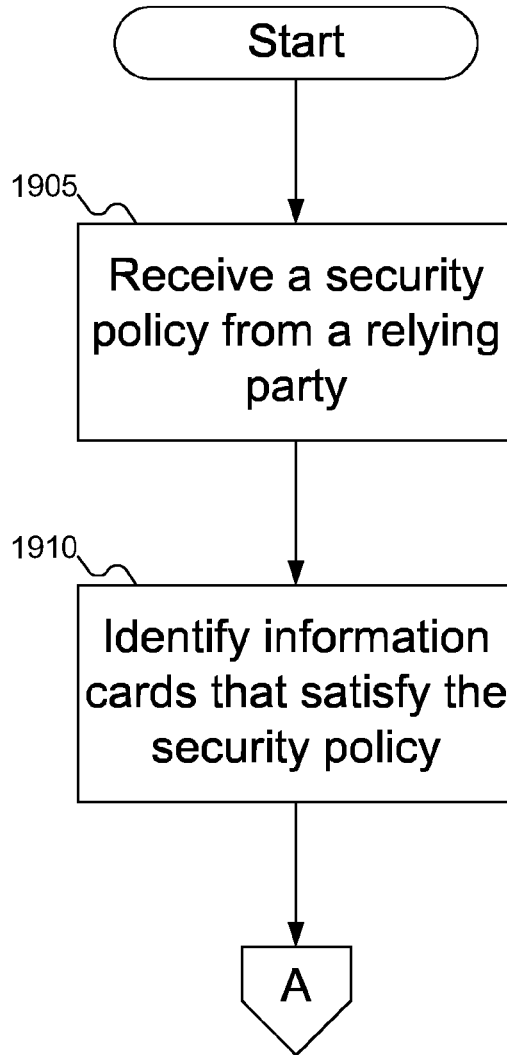 Start
1905
Receive a security
policy from a relying
party
1910
Identify information
cards that satisfy the
security policy
A